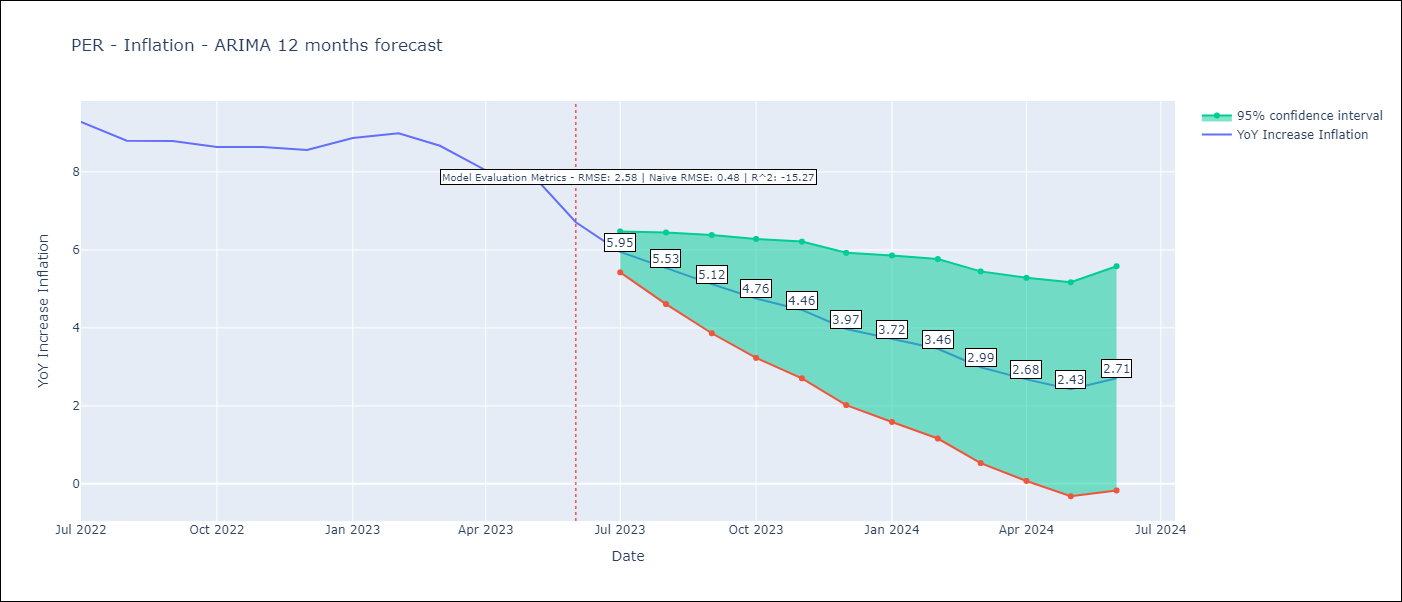 PER - Inflation - ARIMA 12 months forecast
95% confidence interval
YoY Increase Inflation
Model Evaluation Metrics - RMSE: 2.58 | Naive RMSE: 0.48 | R^2: -15.27
8
6
4
2
0
YoY Increase Inflation
5.95
5.53
5.12
4.76
4.46
3.97
3.72
3.46
2.99
2.68
2.43
2.71
Jul 2022
Oct 2022
Jan 2023
Apr 2023
Jul 2023
Oct 2023
Jan 2024
Apr 2024
Jul 2024
Date